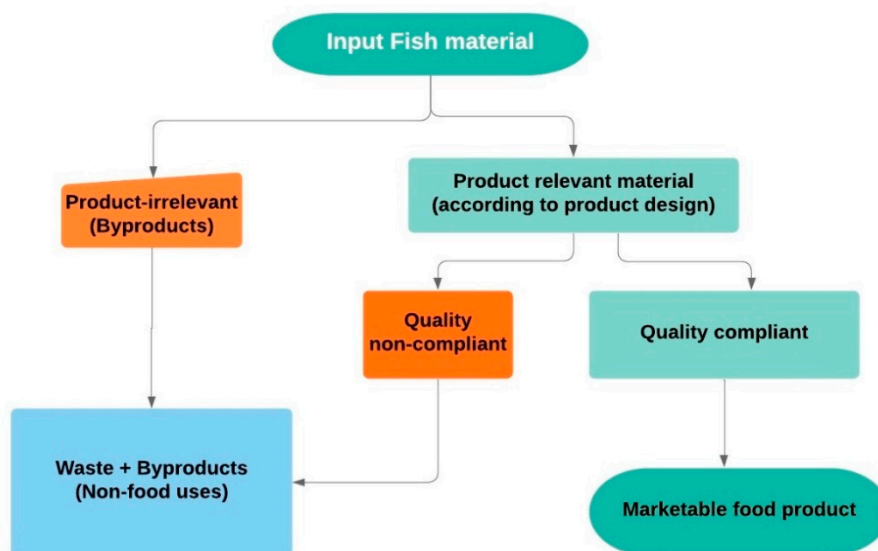 Input Fish material
Product-irrelevant
(Byproducts)
Product relevant material
(according to product design)
Quality
non-compliant
Quality compliant
Waste + Byproducts
(Non-food uses)
Marketable food product